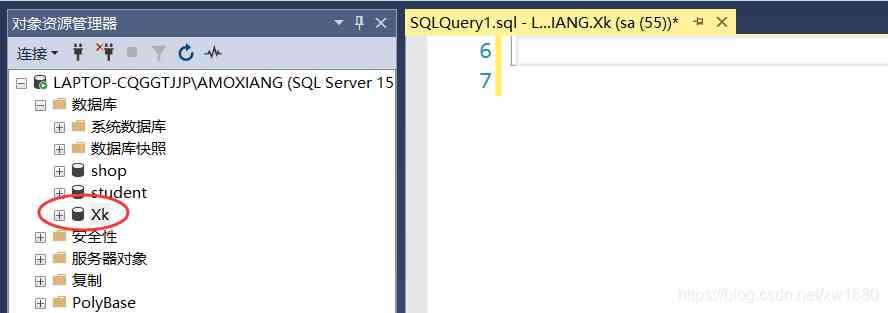 对象资源管理器
连接
LAPTOP-CQGGTJJP\AMOXIANG (SQL Server 15
数据库
系统数据库
数据库快照
shop
student
Xk
安全性
服务器对象
复制
PolyBase
SQLQuery1.sql - L...IANG.Xk (sa (55))*
6
7
https://blog.csdn.net/xw1680